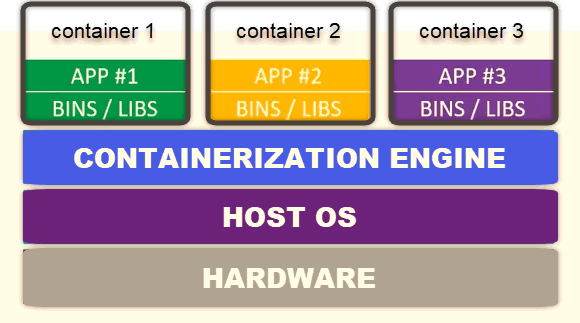 container 1
container 2
container 3
APP #1
APP #2
APP #3
BINS / LIBS
BINS / LIBS
BINS / LIBS
CONTAINERIZATION ENGINE
HOST OS
HARDWARE